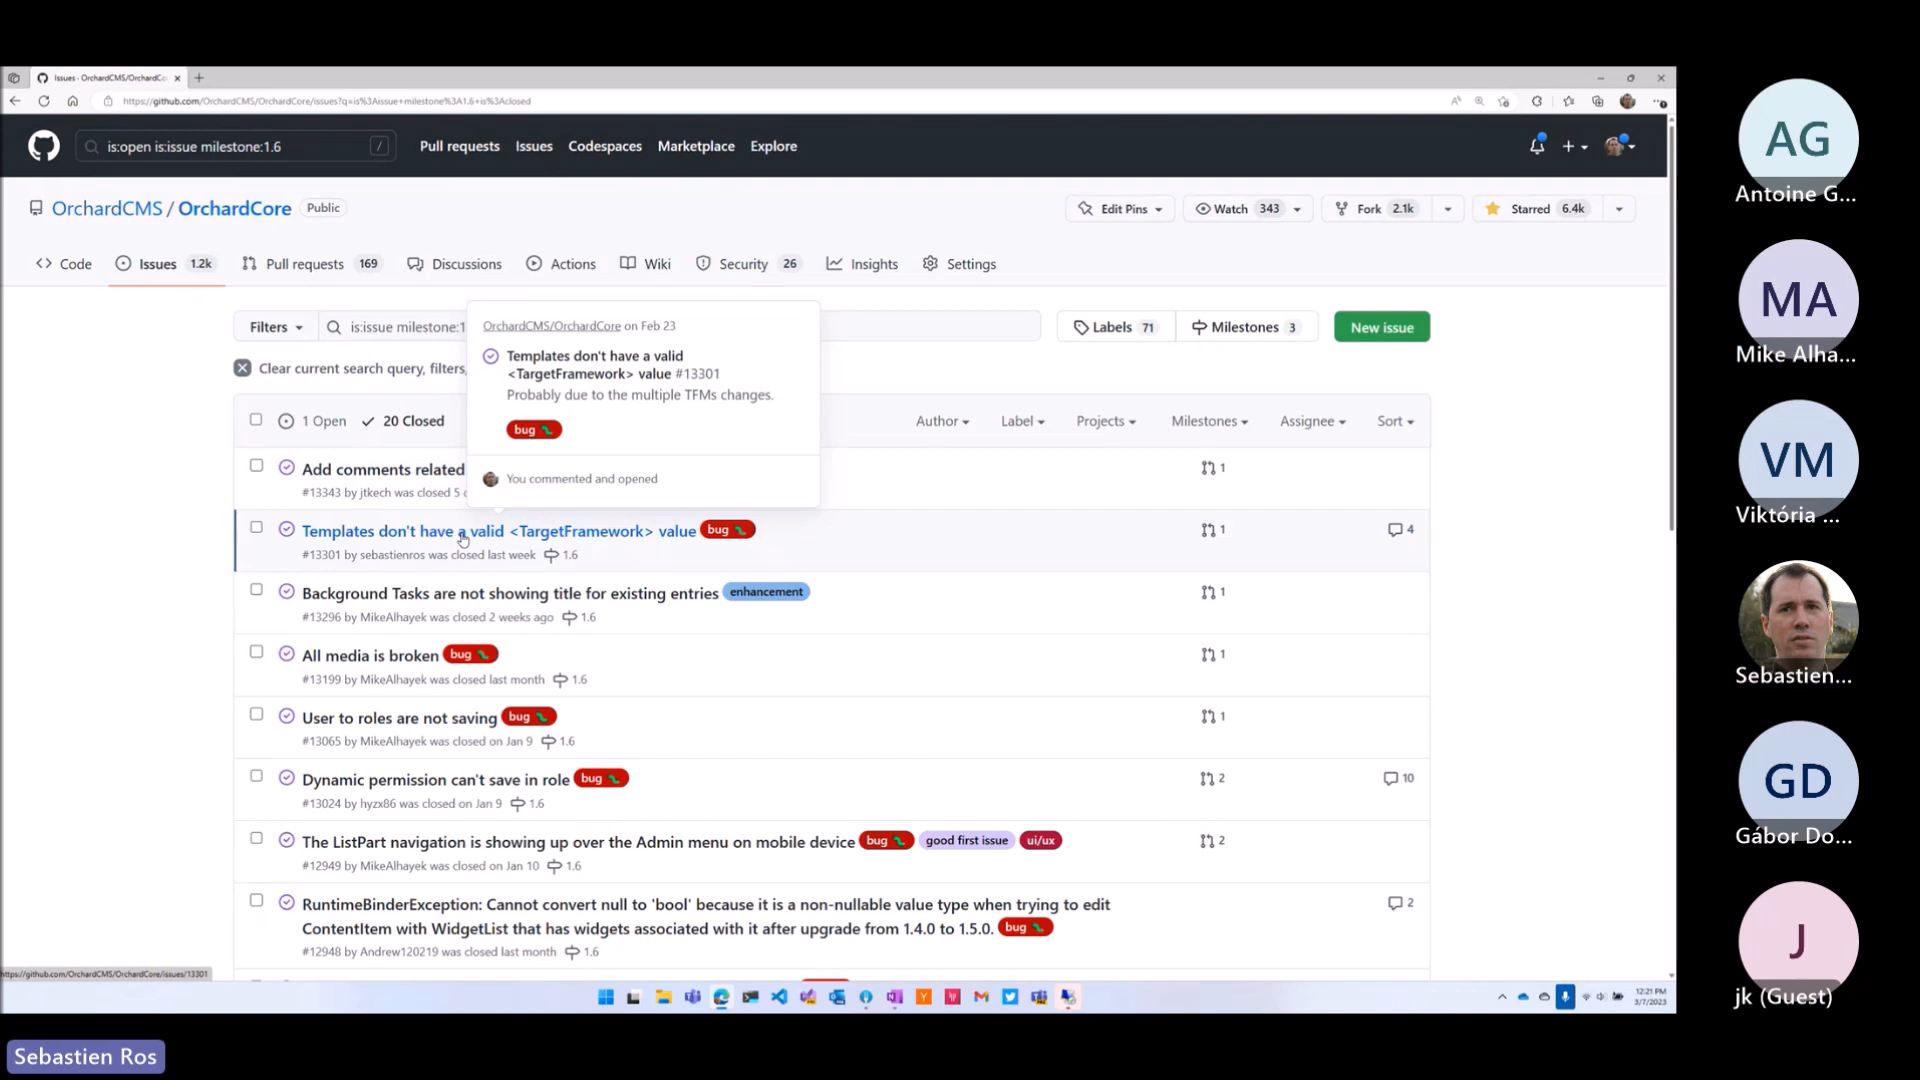 Issues · OrchardCMS/OrchardCo
https://github.com/OrchardCMS/OrchardCore/issues?q=is%3Aissue+milestone%3A1.6+is%3Aclosed
is:open is:issue milestone:1.6
/
Pull requests
Issues
Codespaces
Marketplace
Explore
OrchardCMS / OrchardCore
Public
Edit Pins
Watch 343
Fork 2.1k
Starred 6.4k
Code
Issues 1.2k
Pull requests 169
Discussions
Actions
Wiki
Security 26
Insights
Settings
Filters
is:issue milestone:1
Labels 71
Milestones 3
New issue
OrchardCMS/OrchardCore on Feb 23
Templates don't have a valid
<TargetFramework> value #13301
Probably due to the multiple TFMs changes.
bug
You commented and opened
Clear current search query, filters,
1 Open
20 Closed
Author
Label
Projects
Milestones
Assignee
Sort
Add comments related
#13343 by jtkech was closed 5
1
Templates don't have a valid <TargetFramework> value bug
1
4
#13301 by sebastienros was closed last week 1.6
Background Tasks are not showing title for existing entries enhancement
1
#13296 by MikeAlhayek was closed 2 weeks ago 1.6
All media is broken bug
1
#13199 by MikeAlhayek was closed last month 1.6
User to roles are not saving bug
1
#13065 by MikeAlhayek was closed on Jan 9 1.6
Dynamic permission can't save in role bug
2
10
#13024 by hyzx86 was closed on Jan 9 1.6
The ListPart navigation is showing up over the Admin menu on mobile device bug good first issue ui/ux
2
#12949 by MikeAlhayek was closed on Jan 10 1.6
RuntimeBinderException: Cannot convert null to 'bool' because it is a non-nullable value type when trying to edit
ContentItem with WidgetList that has widgets associated with it after upgrade from 1.4.0 to 1.5.0. bug
2
#12948 by Andrew120219 was closed last month 1.6
https://github.com/OrchardCMS/OrchardCore/issues/13301
12:21 PM
3/7/2023
AG
Antoine G...
MA
Mike Alha...
VM
Viktória ...
Sebastien...
GD
Gábor Do...
J
jk (Guest)
Sebastien Ros